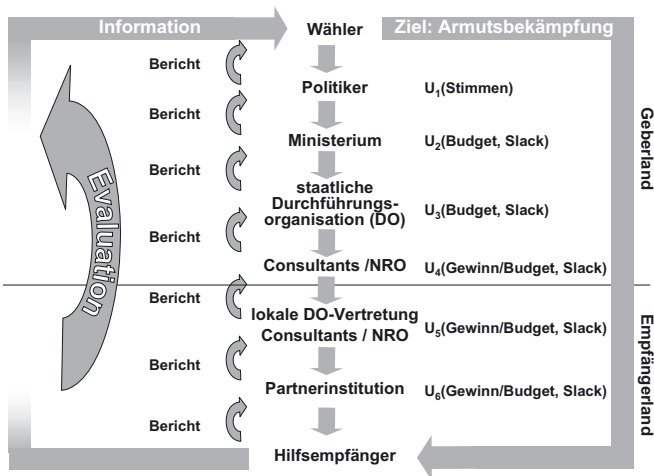 Information
Wähler
Ziel: Armutsbekämpfung
Bericht
Politiker
U1(Stimmen)
Bericht
Ministerium
U2(Budget, Slack)
Bericht
staatliche
Durchführungs-
organisation (DO)
U3(Budget, Slack)
Bericht
Consultants /NRO
U4(Gewinn/Budget, Slack)
Bericht
lokale DO-Vertretung
Consultants / NRO
U5(Gewinn/Budget, Slack)
Bericht
Partnerinstitution
U6(Gewinn/Budget, Slack)
Bericht
Hilfsempfänger
Evaluation
Geberland
Empfängerland